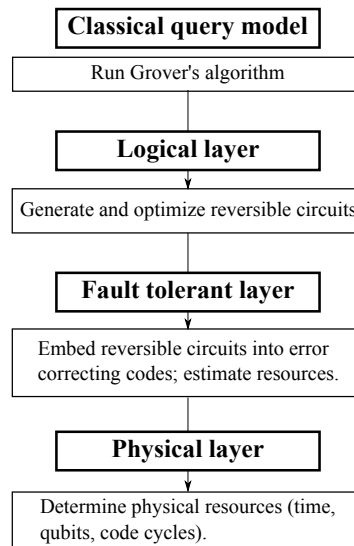 Classical query model
Run Grover's algorithm
Logical layer
Generate and optimize reversible circuits.
Fault tolerant layer
Embed reversible circuits into error
correcting codes; estimate resources.
Physical layer
Determine physical resources (time,
qubits, code cycles).